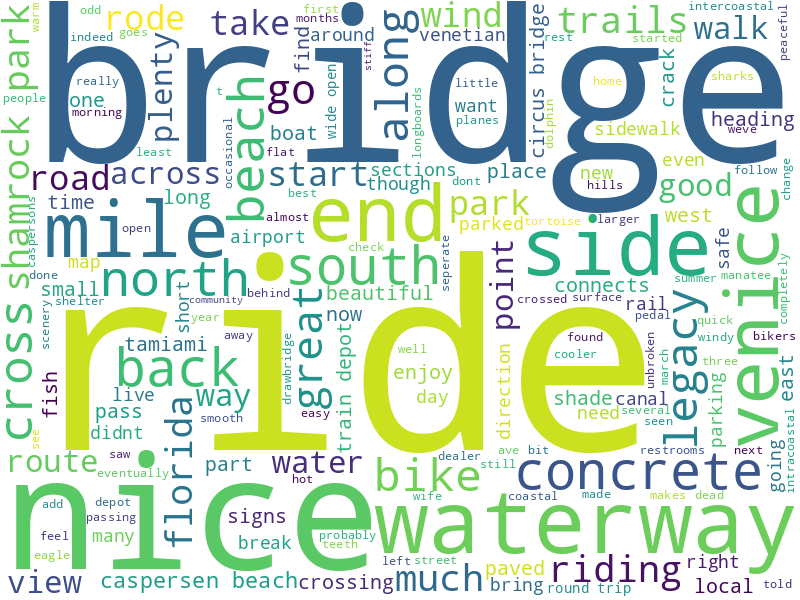 bridge
ride
nice
waterway
venice
mile
side
end
concrete
south
north
back
bike
along
beach
great
cross
shamrock park
florida
legacy
riding
much
park
go
start
point
trails
walk
wind
take
rode
plenty
road
across
one
boat
find
around
venetian
want
wide open
circus bridge
sidewalk
crack
heading
intercoastal
peaceful
warm
odd
indeed
goes
first
months
stiff
little
planes
longboards
dolphin
home
sharks
weve
people
really
morning
t
least
occasional
flat
best
almost
sections
though
dont
place
new
hills
even
good
follow
change
time
long
open
airport
beautiful
parked
tortoise
larger
west
safe
manatee
completely
map
small
done
shelter
scenery
caspersons
short
community
behind
check
now
seperate
crossed
surface
rail
connects
summer
pedal
unbroken
quick
windy
bikers
tamiami
year
away
drawbridge
train depot
well
enjoy
day
direction
found
cooler
shade
canal
march
three
east
way
live
pass
didnt
see
fish
smooth
easy
need
several
seen
parking
route
saw
eventually
part
water
hot
dealer
still
ave
bit
restrooms
next
going
intracoastal
add
depot
passing
many
feel
eagle
signs
break
probably
teeth
wife
coastal
made
makes
dead
view
caspersen beach
crossing
left
street
bring
paved
round trip
right
local
told
rest
started